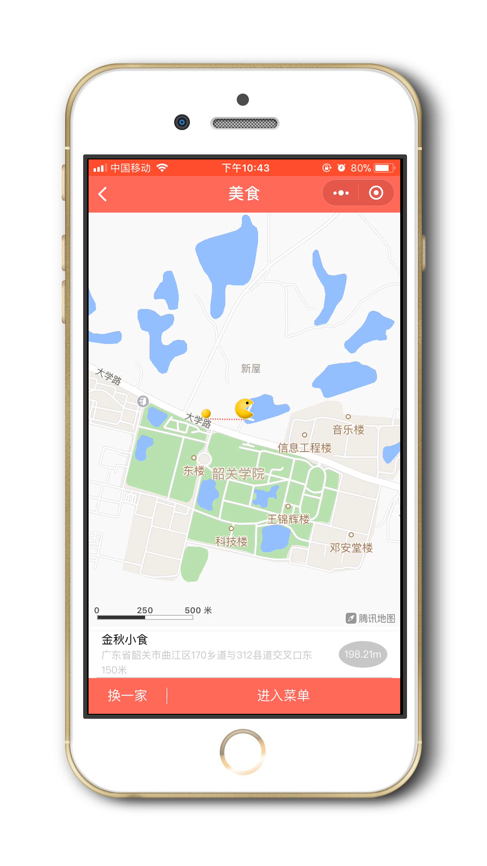 中国移动 下午10:43 80%
美食
新屋
大学路
大学路
音乐楼
信息工程楼
东楼
韶关学院
王锦辉楼
科技楼
邓安堂楼
0 250 500 米
腾讯地图
金秋小食
广东省韶关市曲江区170乡道与312县道交叉口东
150米
198.21m
换一家 进入菜单